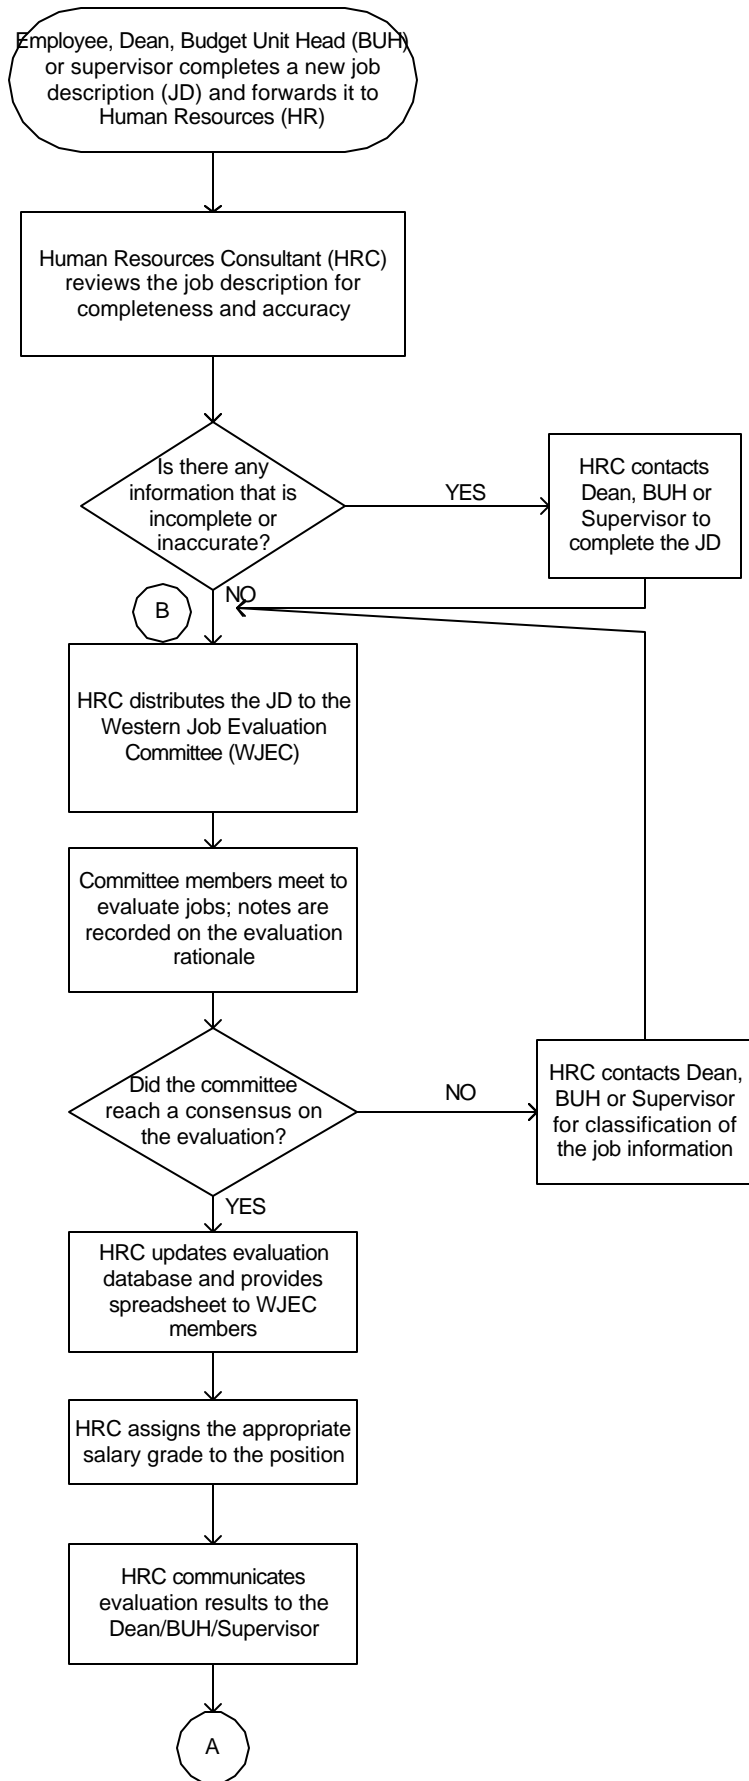 Employee, Dean, Budget Unit Head (BUH)
or supervisor completes a new job
description (JD) and forwards it to
Human Resources (HR)
Human Resources Consultant (HRC)
reviews the job description for
completeness and accuracy
Is there any
information that is
incomplete or
inaccurate?
YES
HRC contacts
Dean, BUH or
Supervisor to
complete the JD
NO
B
HRC distributes the JD to the
Western Job Evaluation
Committee (WJEC)
Committee members meet to
evaluate jobs; notes are
recorded on the evaluation
rationale
Did the committee
reach a consensus on
the evaluation?
NO
HRC contacts Dean,
BUH or Supervisor
for classification of
the job information
YES
HRC updates evaluation
database and provides
spreadsheet to WJEC
members
HRC assigns the appropriate
salary grade to the position
HRC communicates
evaluation results to the
Dean/BUH/Supervisor
A